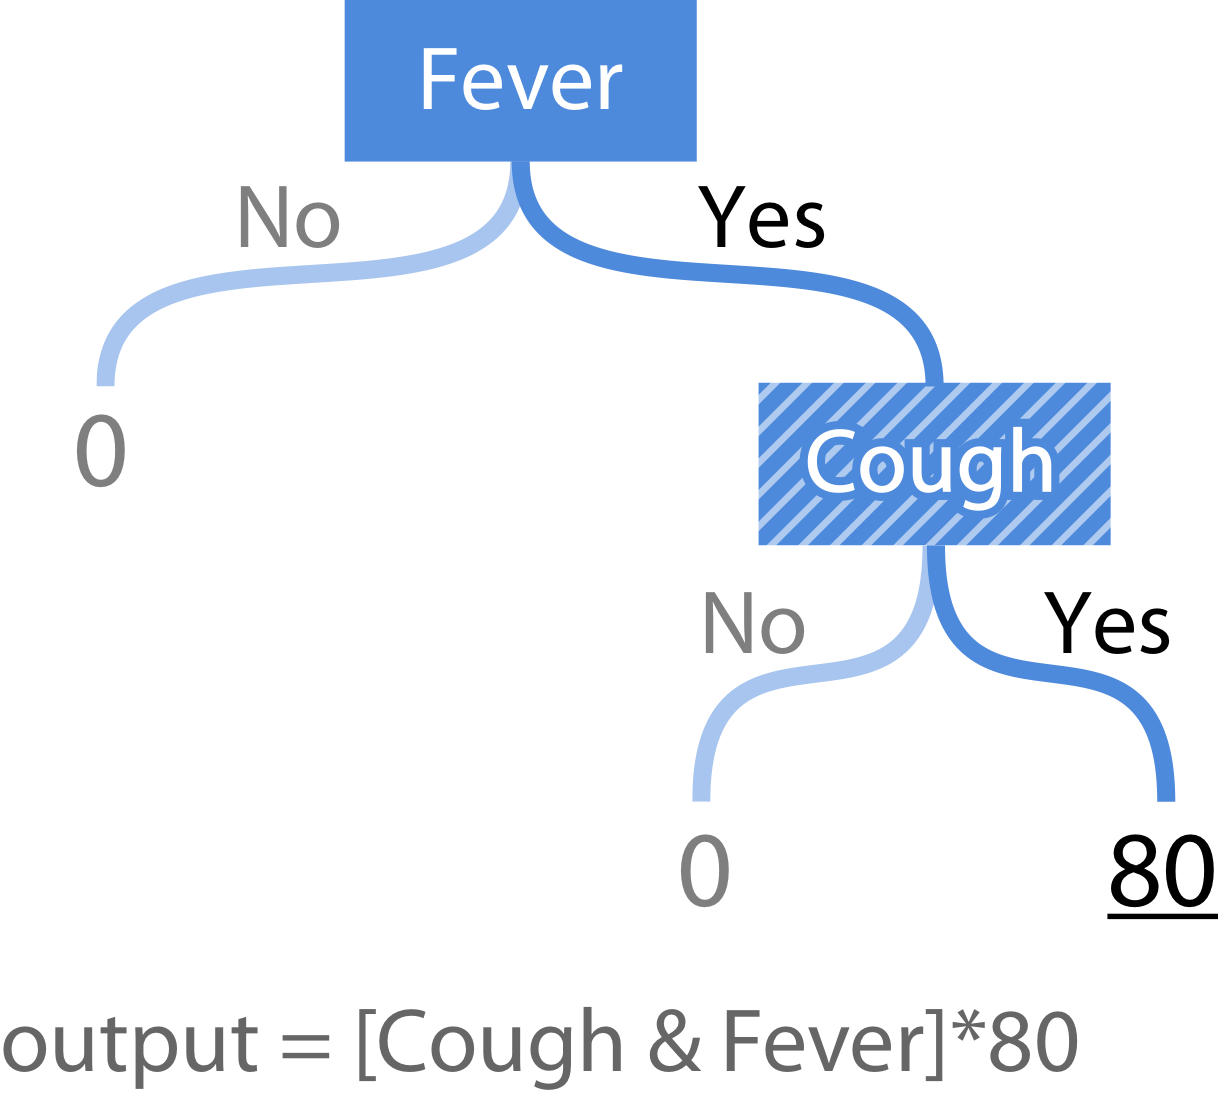 Fever
No
Yes
0
Cough
No
Yes
0
80
output = [Cough & Fever]*80